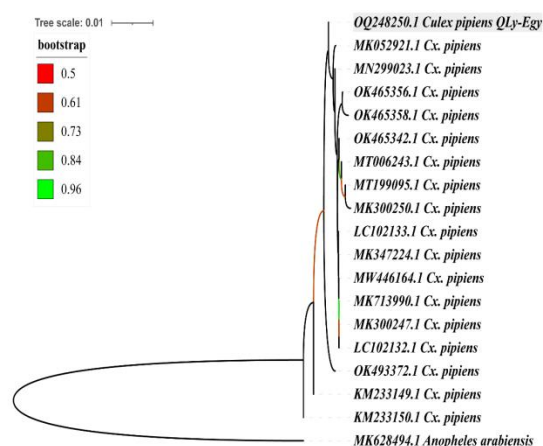 Tree scale: 0.01
bootstrap
0.5
0.61
0.73
0.84
0.96
OQ248250.1 Culex pipiens QLy-Egy
MK052921.1 Cx. pipiens
MN299023.1 Cx. pipiens
OK465356.1 Cx. pipiens
OK465358.1 Cx. pipiens
OK465342.1 Cx. pipiens
MT006243.1 Cx. pipiens
MT199095.1 Cx. pipiens
MK300250.1 Cx. pipiens
LC102133.1 Cx. pipiens
MK347224.1 Cx. pipiens
MW446164.1 Cx. pipiens
MK713990.1 Cx. pipiens
MK300247.1 Cx. pipiens
LC102132.1 Cx. pipiens
OK493372.1 Cx. pipiens
KM233149.1 Cx. pipiens
KM233150.1 Cx. pipiens
MK628494.1 Anopheles arabiensis